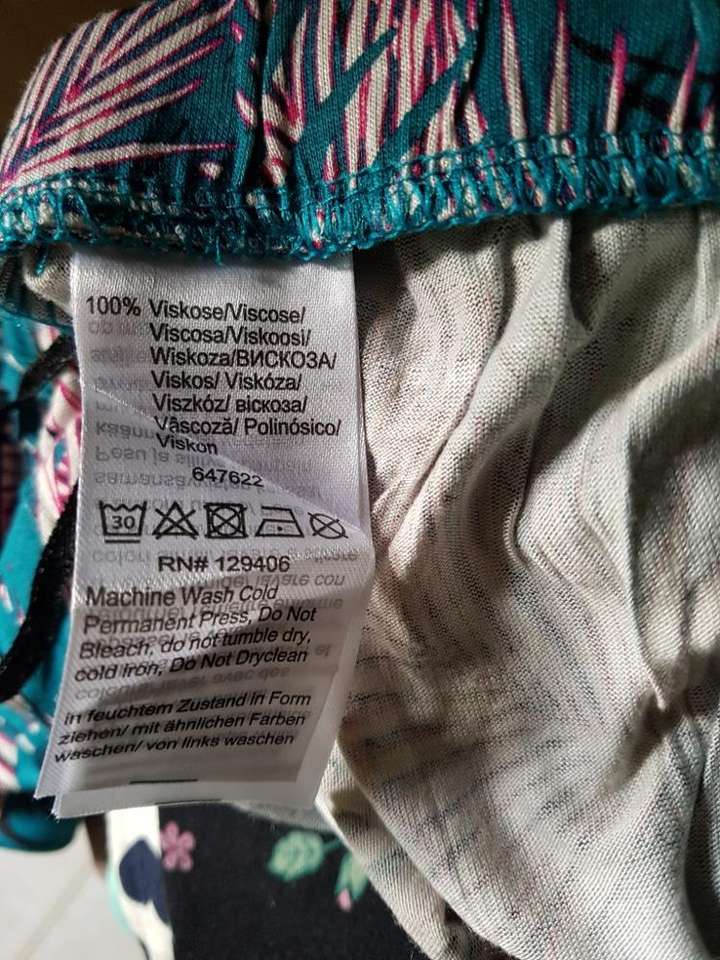 100% Viskose/Viscose/
Viscosa/Viskoosi/
Wiskoza/ВИСКОЗА/
Viskos/ Viskóza/
Viszkóz/ віскоза/
Vâscoză/ Polinósico/
Viskon
647622
30
RN# 129406
Machine Wash Cold
Permanent Press, Do Not
Bleach, do not tumble dry,
cold iron, Do Not Dryclean
in feuchtem Zustand in Form
ziehen/ mit ähnlichen Farben
waschen/ von links waschen